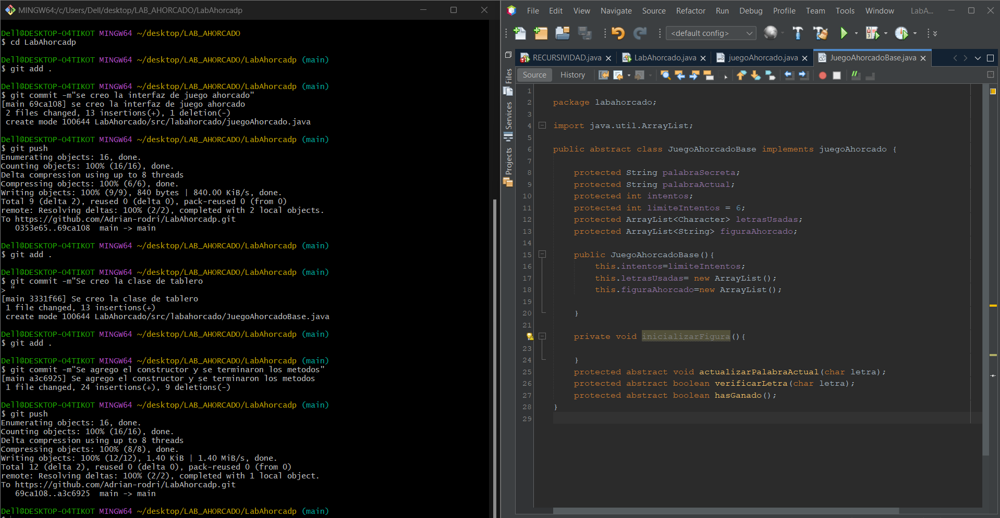 MINGW64:/c/Users/Dell/desktop/LAB_AHORCADO/LabAhorcadp
Dell@DESKTOP-O4TIKOT MINGW64 ~/desktop/LAB_AHORCADO
$ cd LabAhorcadp
Dell@DESKTOP-O4TIKOT MINGW64 ~/desktop/LAB_AHORCADO/LabAhorcadp (main)
$ git add .
Dell@DESKTOP-O4TIKOT MINGW64 ~/desktop/LAB_AHORCADO/LabAhorcadp (main)
$ git commit -m"se creo la interfaz de juego ahorcado"
[main 69ca108] se creo la interfaz de juego ahorcado
 2 files changed, 13 insertions(+), 1 deletion(-)
 create mode 100644 LabAhorcado/src/labahorcado/juegoAhorcado.java
Dell@DESKTOP-O4TIKOT MINGW64 ~/desktop/LAB_AHORCADO/LabAhorcadp (main)
$ git push
Enumerating objects: 16, done.
Counting objects: 100% (16/16), done.
Delta compression using up to 8 threads
Compressing objects: 100% (6/6), done.
Writing objects: 100% (9/9), 840 bytes | 840.00 KiB/s, done.
Total 9 (delta 2), reused 0 (delta 0), pack-reused 0 (from 0)
remote: Resolving deltas: 100% (2/2), completed with 2 local objects.
To https://github.com/Adrian-rodri/LabAhorcadp.git
   0353e65..69ca108  main -> main
Dell@DESKTOP-O4TIKOT MINGW64 ~/desktop/LAB_AHORCADO/LabAhorcadp (main)
$ git add .
Dell@DESKTOP-O4TIKOT MINGW64 ~/desktop/LAB_AHORCADO/LabAhorcadp (main)
$ git commit -m"Se creo la clase de tablero
> "
[main 3331f66] Se creo la clase de tablero
 1 file changed, 13 insertions(+)
 create mode 100644 LabAhorcado/src/labahorcado/JuegoAhorcadoBase.java
Dell@DESKTOP-O4TIKOT MINGW64 ~/desktop/LAB_AHORCADO/LabAhorcadp (main)
$ git add .
Dell@DESKTOP-O4TIKOT MINGW64 ~/desktop/LAB_AHORCADO/LabAhorcadp (main)
$ git commit -m"Se agrego el constructor y se terminaron los metodos"
[main a3c6925] Se agrego el constructor y se terminaron los metodos
 1 file changed, 24 insertions(+), 9 deletions(-)
Dell@DESKTOP-O4TIKOT MINGW64 ~/desktop/LAB_AHORCADO/LabAhorcadp (main)
$ git push
Enumerating objects: 16, done.
Counting objects: 100% (16/16), done.
Delta compression using up to 8 threads
Compressing objects: 100% (8/8), done.
Writing objects: 100% (12/12), 1.40 KiB | 1.40 MiB/s, done.
Total 12 (delta 2), reused 0 (delta 0), pack-reused 0 (from 0)
remote: Resolving deltas: 100% (2/2), completed with 1 local object.
To https://github.com/Adrian-rodri/LabAhorcadp.git
   69ca108..a3c6925  main -> main
Dell@DESKTOP-O4TIKOT MINGW64 ~/desktop/LAB_AHORCADO/LabAhorcadp (main)
$
File Edit View Navigate Source Refactor Run Debug Profile Team Tools Window LabA...
<default config>
RECURSIVIDAD.java LabAhorcado.java juegoAhorcado.java JuegoAhorcadoBase.java
Source History
Files
Services
Projects
1
2 package labahorcado;
3
4 import java.util.ArrayList;
5
6 public abstract class JuegoAhorcadoBase implements juegoAhorcado {
7
8 protected String palabraSecreta;
9 protected String palabraActual;
10 protected int intentos;
11 protected int limiteIntentos = 6;
12 protected ArrayList<Character> letrasUsadas;
13 protected ArrayList<String> figuraAhorcado;
14
15 public JuegoAhorcadoBase(){
16 this.intentos=limiteIntentos;
17 this.letrasUsadas= new ArrayList();
18 this.figuraAhorcado=new ArrayList();
19
20 }
21
private void inicializarFigura(){
23
24 }
25 protected abstract void actualizarPalabraActual(char letra);
26 protected abstract boolean verificarLetra(char letra);
27 protected abstract boolean hasGanado();
28 }
29